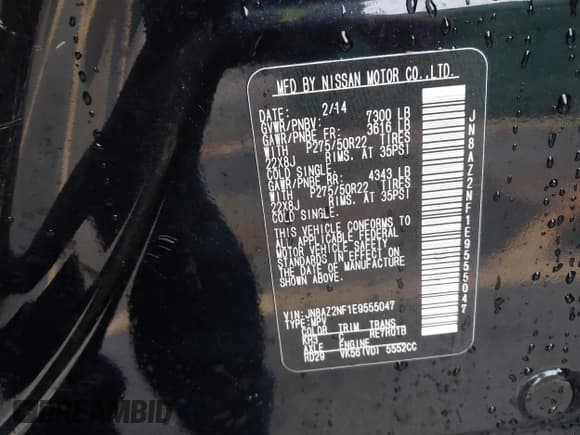 MFD BY NISSAN MOTOR CO.,LTD.
DATE: 2/14
GVWR/PNBV: 7300 LB
GAWR/PNBE FR: 3616 LB
WITH P275/50R22 TIRES
22X8J RIMS. AT 35PSI
COLD SINGLE.
GAWR/PNBE RR: 4343 LB
WITH P275/50R22 TIRES
22X8J RIMS. AT 35PSI
COLD SINGLE.
THIS VEHICLE CONFORMS TO
ALL APPLICABLE FEDERAL
MOTOR VEHICLE SAFETY
STANDARDS IN EFFECT ON
THE DATE OF MANUFACTURE
SHOWN ABOVE.
VIN: JN8AZ2NF1E9555047
TYPE: MPV
COLOR TRIM TRANS
KH3 C RE7R01B
AXLE ENGINE
RD29 VK56(VD) 5552CC
JN8AZ2NF1E9555047
DREAMBID